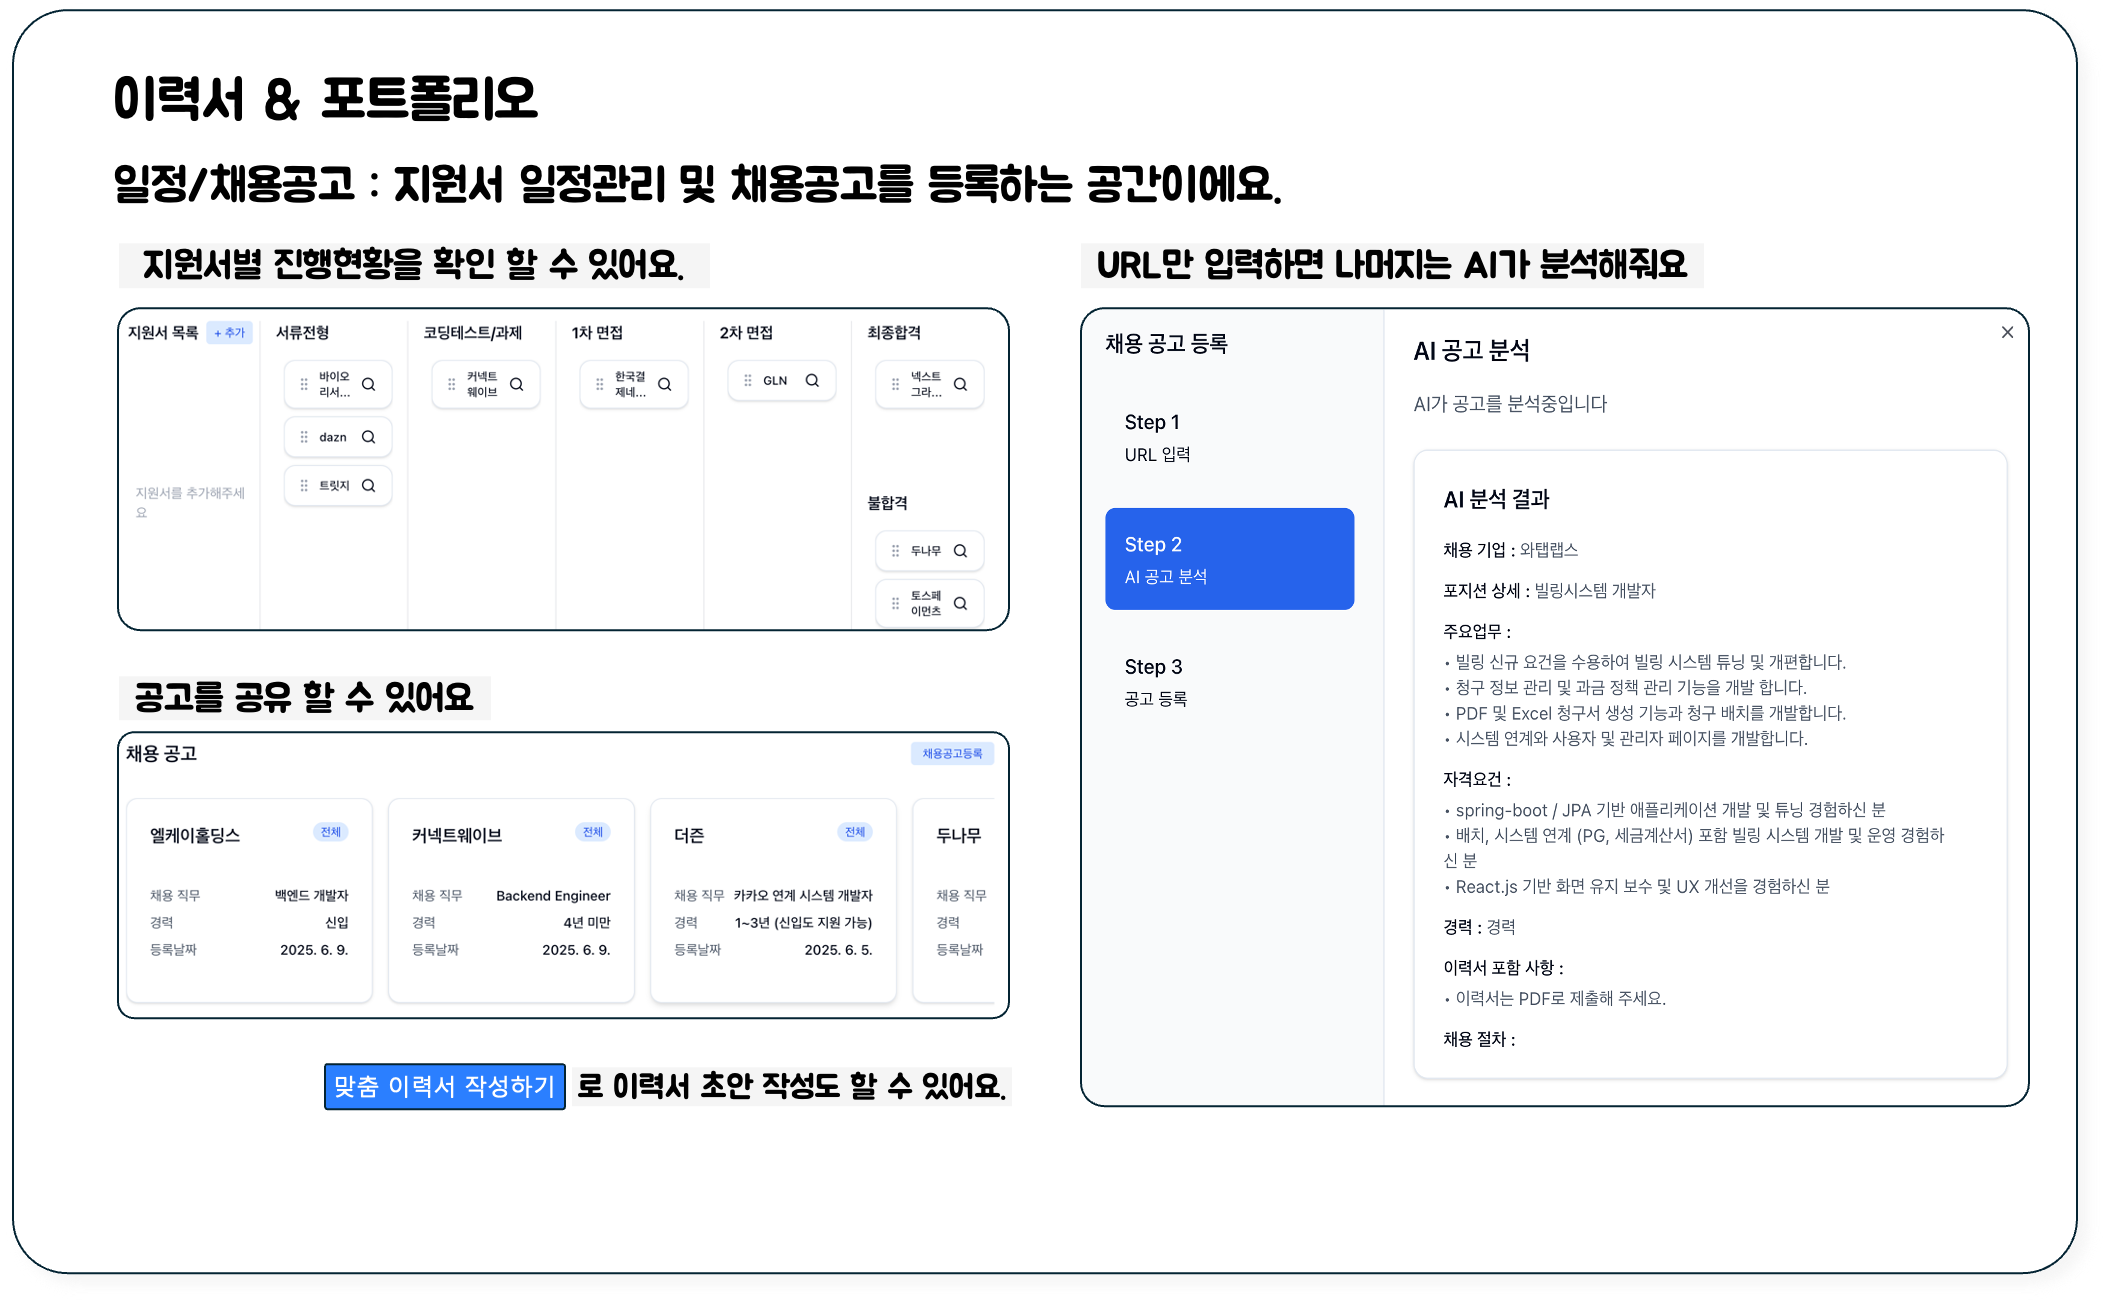 이력서 & 포트폴리오
일정/채용공고 : 지원서 일정관리 및 채용공고를 등록하는 공간이에요.
지원서별 진행현황을 확인 할 수 있어요.
지원서 목록
+ 추가
지원서를 추가해주세
요
서류전형
바이오
리서...
dazn
트릿지
코딩테스트/과제
커넥트
웨이브
1차 면접
한국결
제네...
2차 면접
GLN
최종합격
넥스트
그라...
불합격
두나무
토스페
이먼츠
공고를 공유 할 수 있어요
채용 공고
채용공고등록
엘케이홀딩스
전체
채용 직무 백엔드 개발자
경력 신입
등록날짜 2025. 6. 9.
커넥트웨이브
전체
채용 직무 Backend Engineer
경력 4년 미만
등록날짜 2025. 6. 9.
더즌
전체
채용 직무 카카오 연계 시스템 개발자
경력 1~3년 (신입도 지원 가능)
등록날짜 2025. 6. 5.
두나무
채용 직무
경력
등록날짜
맞춤 이력서 작성하기 로 이력서 초안 작성도 할 수 있어요.
URL만 입력하면 나머지는 AI가 분석해줘요
채용 공고 등록
Step 1
URL 입력
Step 2
AI 공고 분석
Step 3
공고 등록
AI 공고 분석
AI가 공고를 분석중입니다
AI 분석 결과
채용 기업 : 와탭랩스
포지션 상세 : 빌링시스템 개발자
주요업무 :
• 빌링 신규 요건을 수용하여 빌링 시스템 튜닝 및 개편합니다.
• 청구 정보 관리 및 과금 정책 관리 기능을 개발 합니다.
• PDF 및 Excel 청구서 생성 기능과 청구 배치를 개발합니다.
• 시스템 연계와 사용자 및 관리자 페이지를 개발합니다.
자격요건 :
• spring-boot / JPA 기반 애플리케이션 개발 및 튜닝 경험하신 분
• 배치, 시스템 연계 (PG, 세금계산서) 포함 빌링 시스템 개발 및 운영 경험하
신 분
• React.js 기반 화면 유지 보수 및 UX 개선을 경험하신 분
경력 : 경력
이력서 포함 사항 :
• 이력서는 PDF로 제출해 주세요.
채용 절차 :